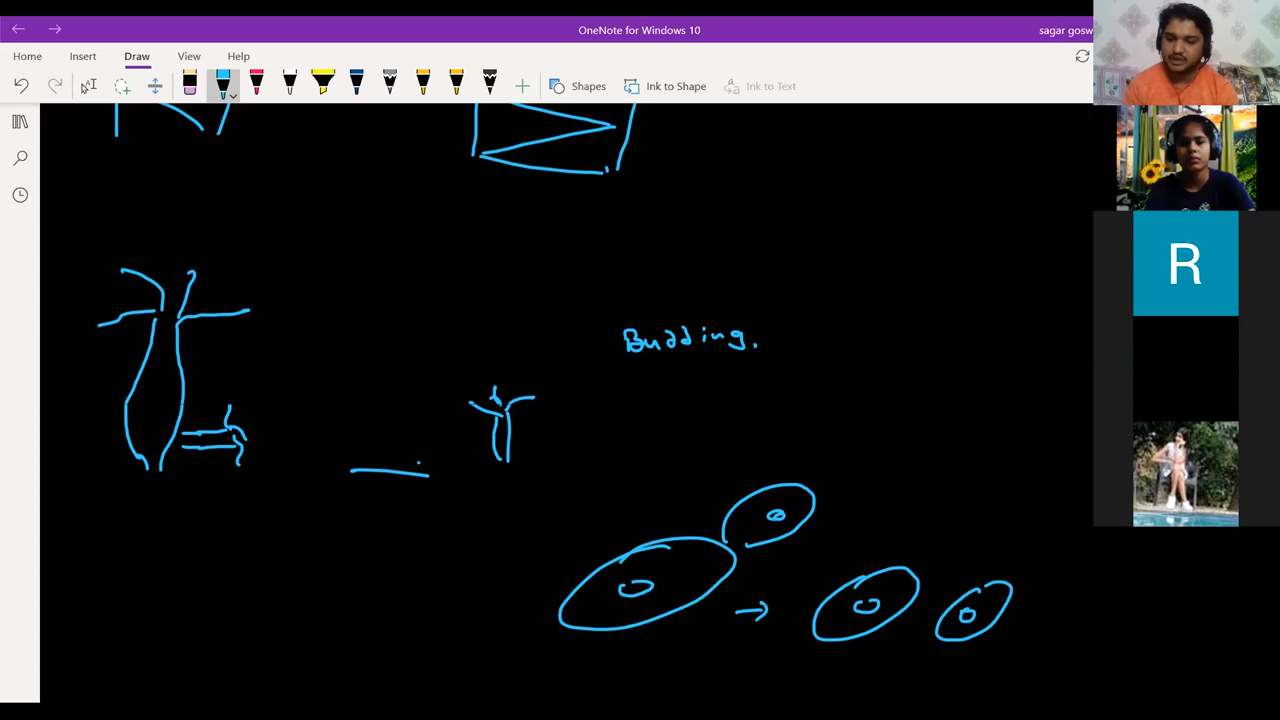 OneNote for Windows 10
sagar gosw
Home Insert Draw View Help
Shapes Ink to Shape Ink to Text
R
Budding.